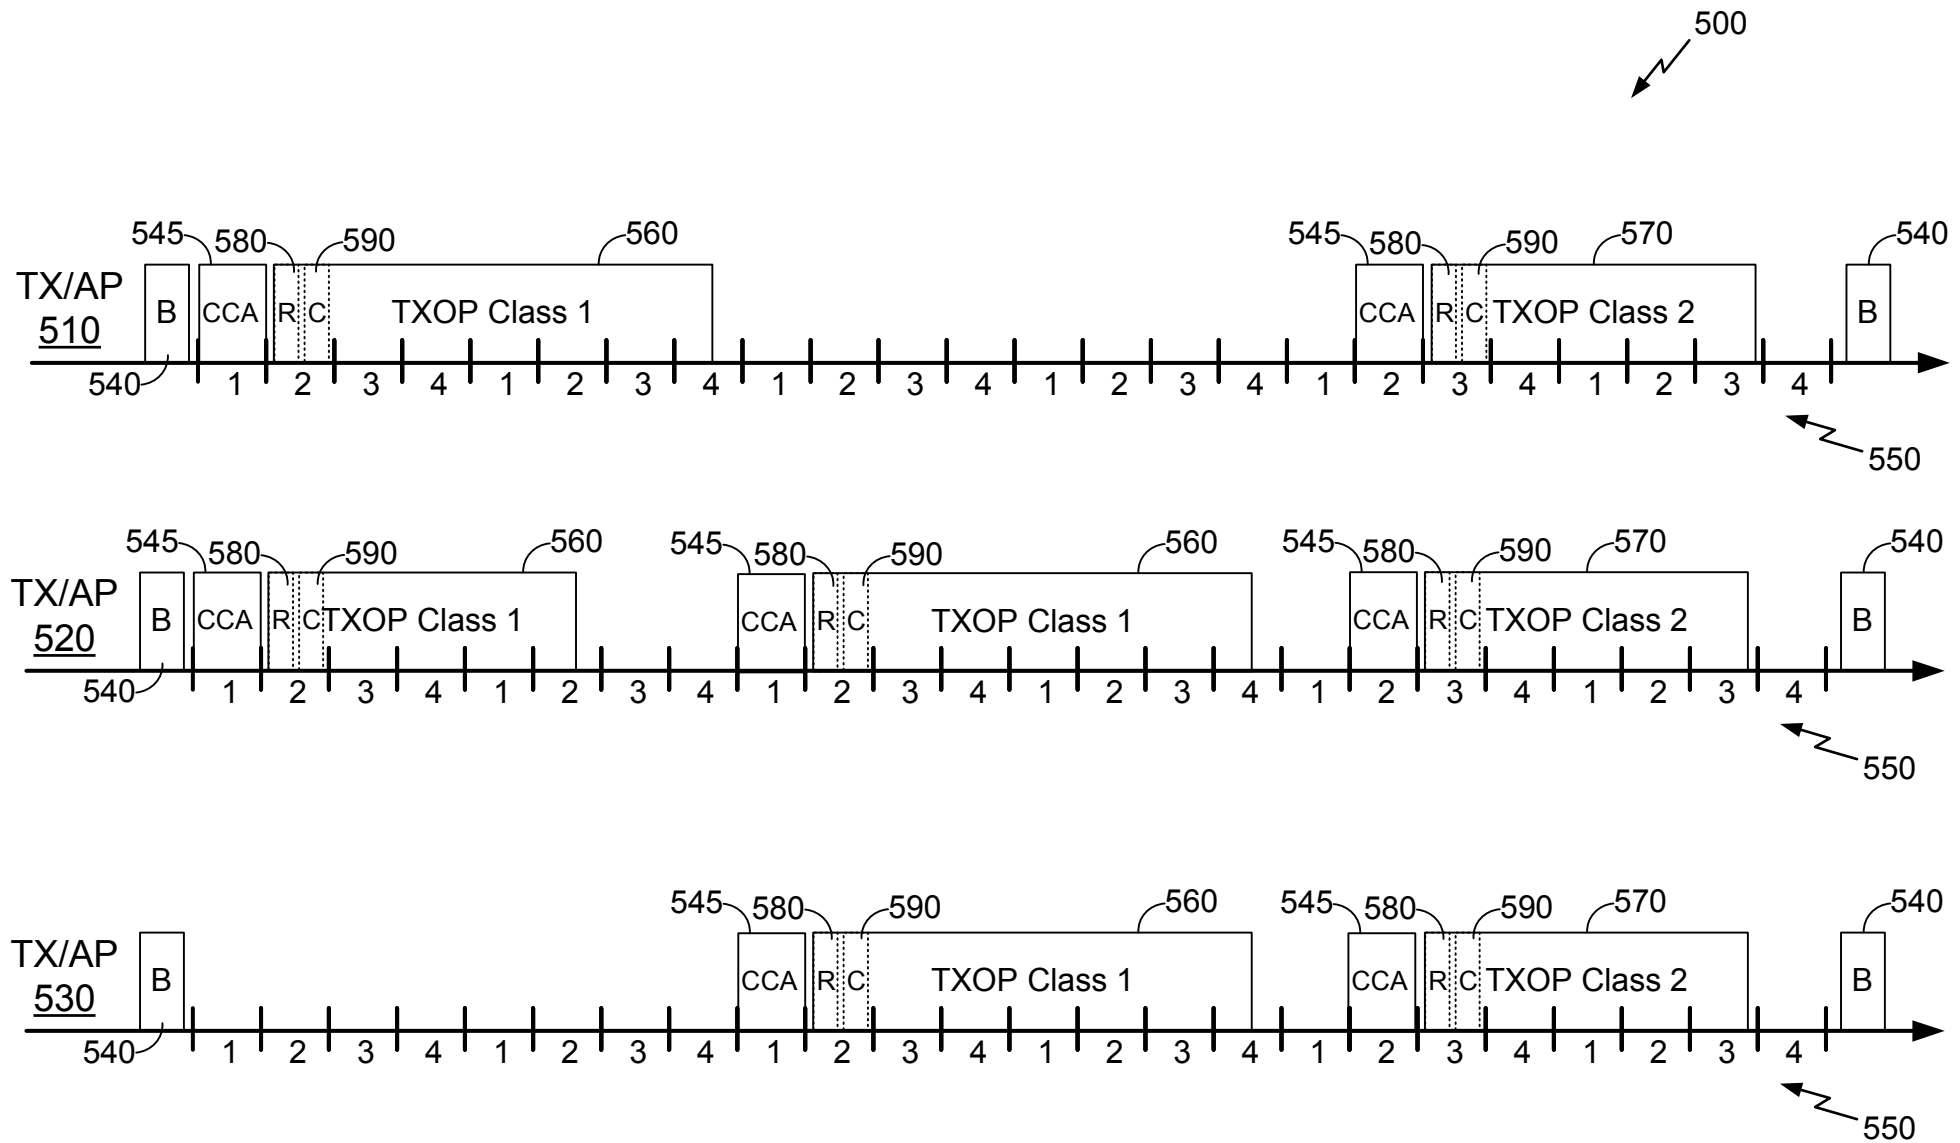 500
545 580 590 560 545 580 590 570 540
TX/AP
510
B CCA R C TXOP Class 1 CCA R C TXOP Class 2 B
540 1 2 3 4 1 2 3 4 1 2 3 4 1 2 3 4 1 2 3 4 1 2 3 4
550
545 580 590 560 545 580 590 560 545 580 590 570 540
TX/AP
520
B CCA R C TXOP Class 1 CCA R C TXOP Class 1 CCA R C TXOP Class 2 B
540 1 2 3 4 1 2 3 4 1 2 3 4 1 2 3 4 1 2 3 4 1 2 3 4
550
545 580 590 560 545 580 590 570 540
TX/AP
530
B CCA R C TXOP Class 1 CCA R C TXOP Class 2 B
540 1 2 3 4 1 2 3 4 1 2 3 4 1 2 3 4 1 2 3 4 1 2 3 4
550